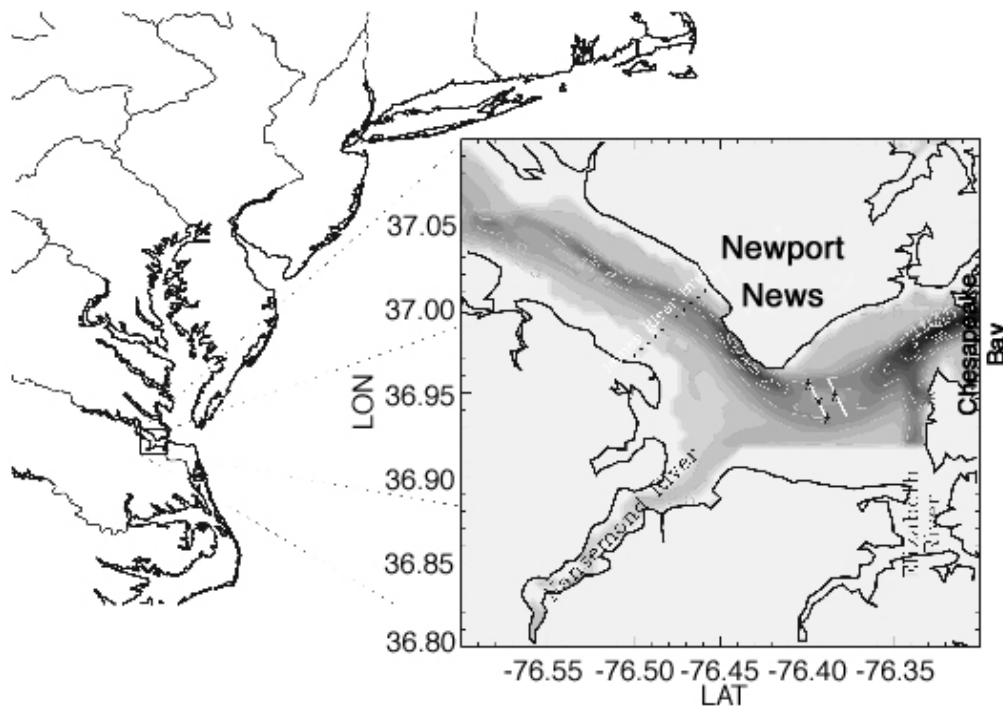 37.05
37.00
36.95
36.90
36.85
36.80
LON
Newport
News
Chesapeake
Bay
Nansemond River
River
-76.55 -76.50 -76.45 -76.40 -76.35
LAT